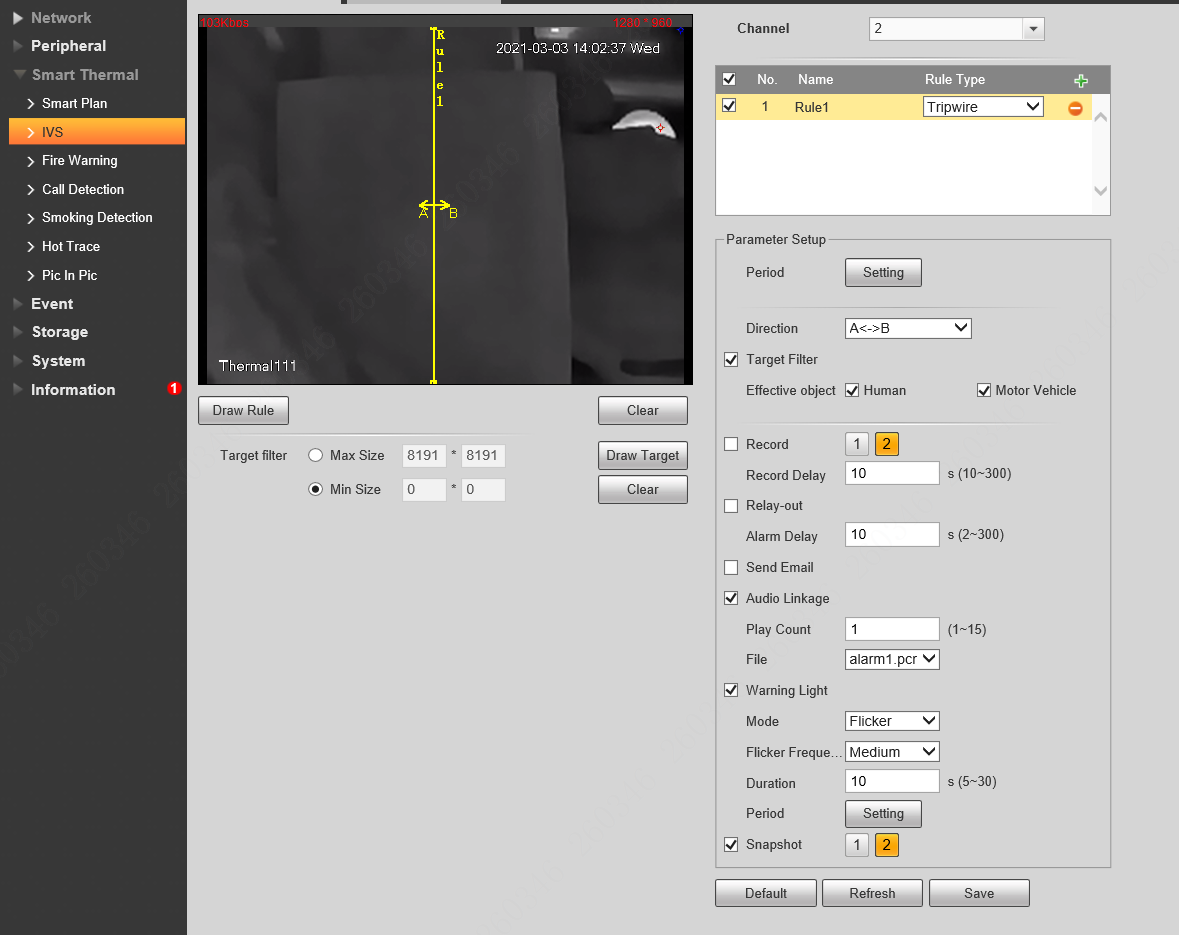 Network
Peripheral
Smart Thermal
Smart Plan
IVS
Fire Warning
Call Detection
Smoking Detection
Hot Trace
Pic In Pic
Event
Storage
System
Information 1
103Kbps
1280 * 960
?
2021-03-03 14:02:37 Wed
Rule1
A B
Thermal111
Draw Rule Clear
Target filter Max Size 8191 * 8191 Draw Target
Min Size 0 * 0 Clear
Channel 2
No. Name Rule Type
1 Rule1 Tripwire
Parameter Setup
Period Setting
Direction A<->B
Target Filter
Effective object Human Motor Vehicle
Record 1 2
Record Delay 10 s (10~300)
Relay-out
Alarm Delay 10 s (2~300)
Send Email
Audio Linkage
Play Count 1 (1~15)
File alarm1.pcr
Warning Light
Mode Flicker
Flicker Freque... Medium
Duration 10 s (5~30)
Period Setting
Snapshot 1 2
Default Refresh Save
260346 260346
260346 260346